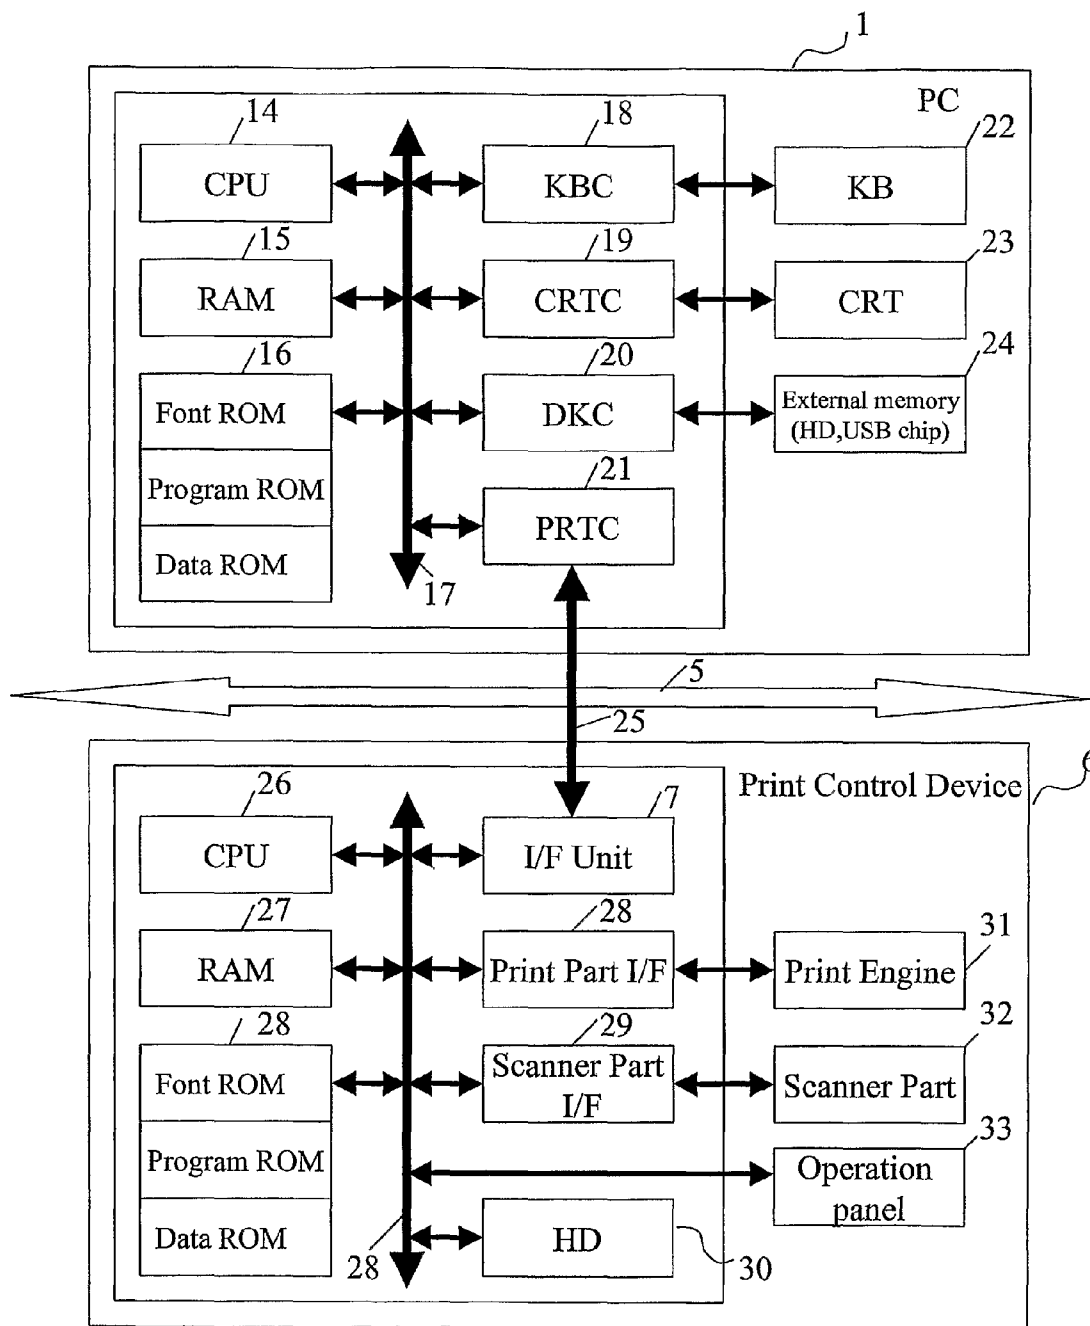 1
PC
14
18
22
CPU
KBC
KB
15
19
23
RAM
CRTC
CRT
16
20
24
Font ROM
DKC
External memory
(HD,USB chip)
Program ROM
21
PRTC
Data ROM
17
5
25
6
Print Control Device
26
7
CPU
I/F Unit
27
28
31
RAM
Print Part I/F
Print Engine
28
29
32
Font ROM
Scanner Part
I/F
Scanner Part
33
Program ROM
Operation
panel
Data ROM
28
HD
30